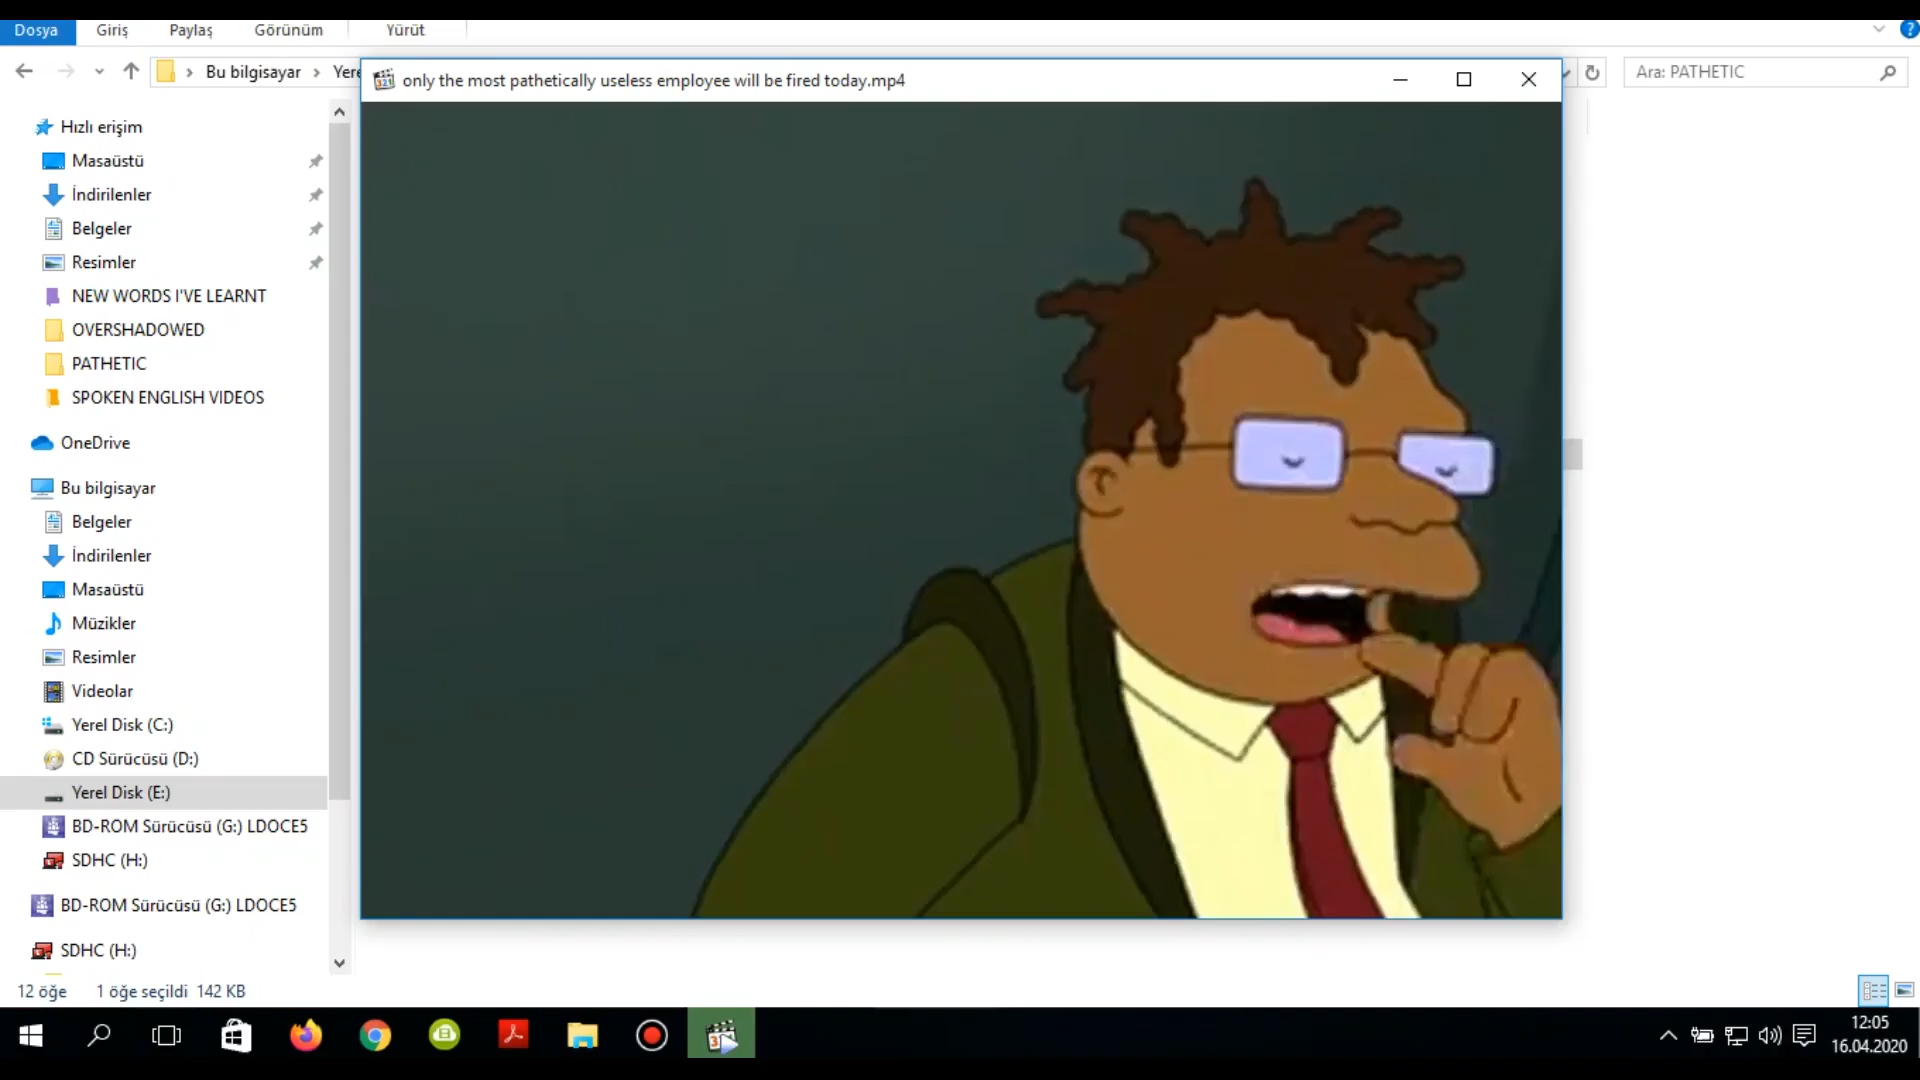 Dosya Giriş Paylaş Görünüm Yürüt
Bu bilgisayar Yere
Ara: PATHETIC
only the most pathetically useless employee will be fired today.mp4
Hızlı erişim
Masaüstü
İndirilenler
Belgeler
Resimler
NEW WORDS I'VE LEARNT
OVERSHADOWED
PATHETIC
SPOKEN ENGLISH VIDEOS
OneDrive
Bu bilgisayar
Belgeler
İndirilenler
Masaüstü
Müzikler
Resimler
Videolar
Yerel Disk (C:)
CD Sürücüsü (D:)
Yerel Disk (E:)
BD-ROM Sürücüsü (G:) LDOCE5
SDHC (H:)
BD-ROM Sürücüsü (G:) LDOCE5
SDHC (H:)
12 öğe 1 öğe seçildi 142 KB
12:05
16.04.2020